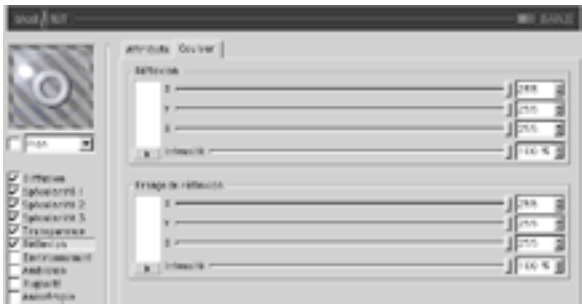 Attributs Couleur
Réflexion
X 255
Y 255
Z 255
Intensité 100 %
Frange de réflexion
X 255
Y 255
Z 255
Intensité 100 %
Diffusion
Spécularité 1
Spécularité 2
Spécularité 3
Transparence
Réflexion
Environnement
Ambiance
Rugosité
Anisotropie